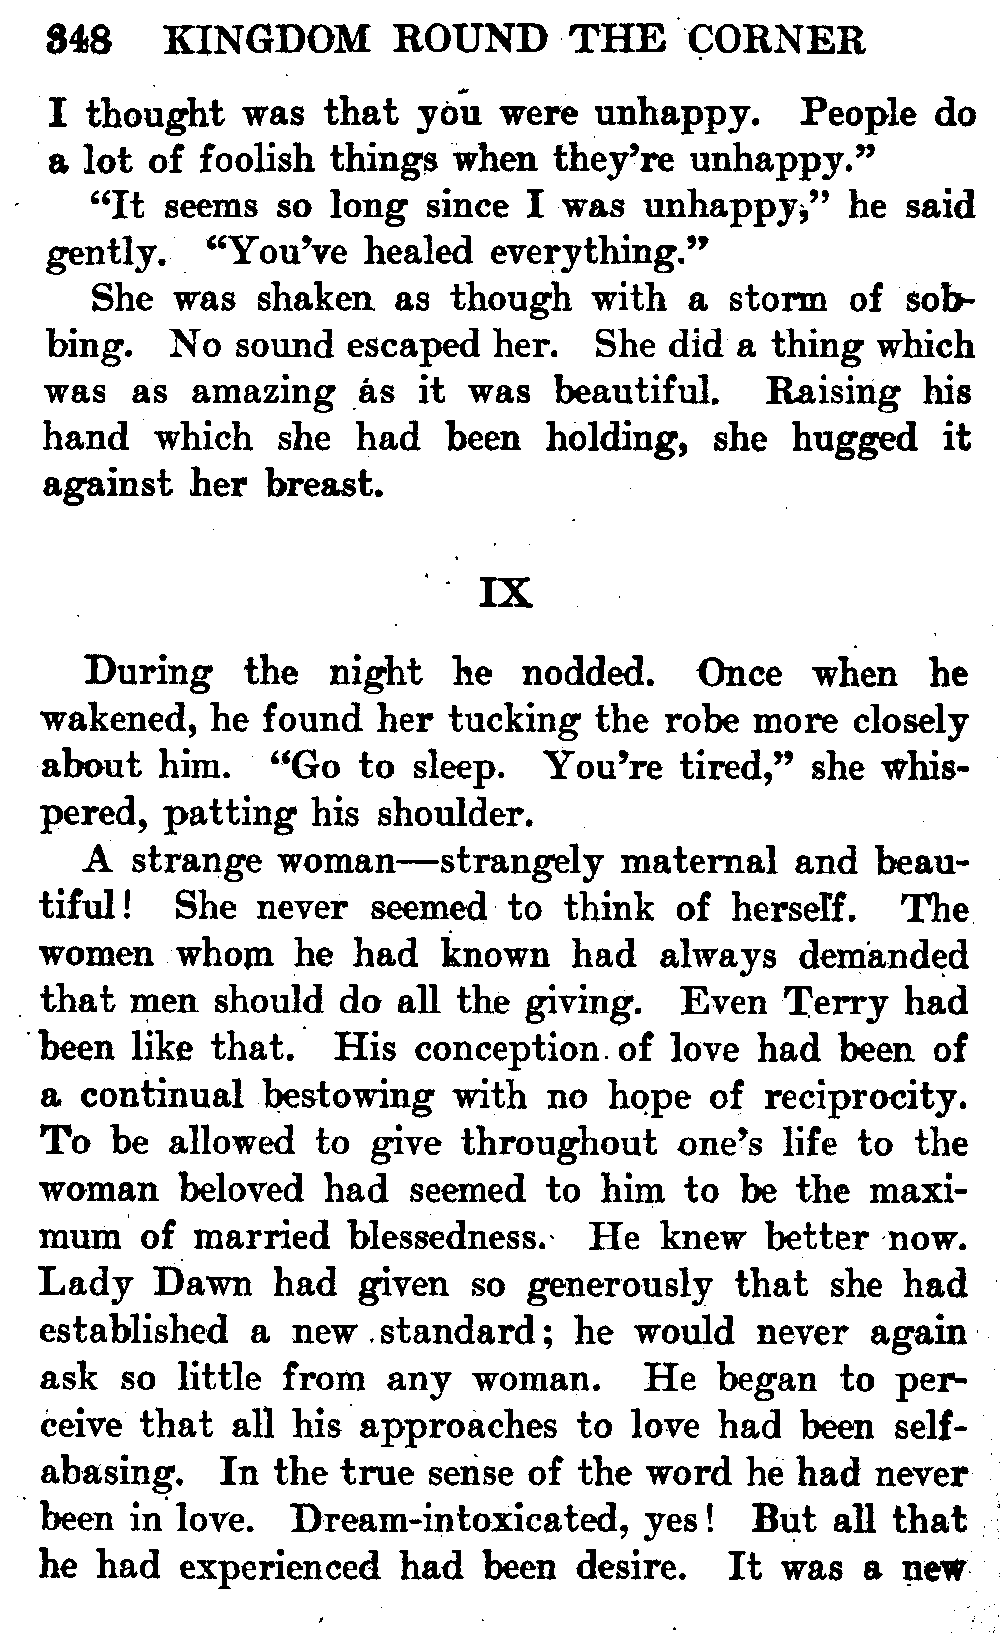 348 KINGDOM ROUND THE CORNER
I thought was that you were unhappy. People do
a lot of foolish things when they're unhappy."
"It seems so long since I was unhappy," he said
gently. "You've healed everything."
She was shaken as though with a storm of sob-
bing. No sound escaped her. She did a thing which
was as amazing as it was beautiful. Raising his
hand which she had been holding, she hugged it
against her breast.
IX
During the night he nodded. Once when he
wakened, he found her tucking the robe more closely
about him. "Go to sleep. You're tired," she whis-
pered, patting his shoulder.
A strange woman—strangely maternal and beau-
tiful! She never seemed to think of herself. The
women whom he had known had always demanded
that men should do all the giving. Even Terry had
been like that. His conception of love had been of
a continual bestowing with no hope of reciprocity.
To be allowed to give throughout one's life to the
woman beloved had seemed to him to be the maxi-
mum of married blessedness. He knew better now.
Lady Dawn had given so generously that she had
established a new standard; he would never again
ask so little from any woman. He began to per-
ceive that all his approaches to love had been self-
abasing. In the true sense of the word he had never
been in love. Dream-intoxicated, yes! But all that
he had experienced had been desire. It was a new